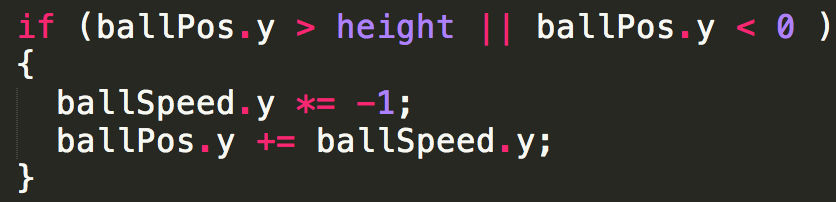 if (ballPos.y > height || ballPos.y < 0 )
{
  ballSpeed.y *= -1;
  ballPos.y += ballSpeed.y;
}